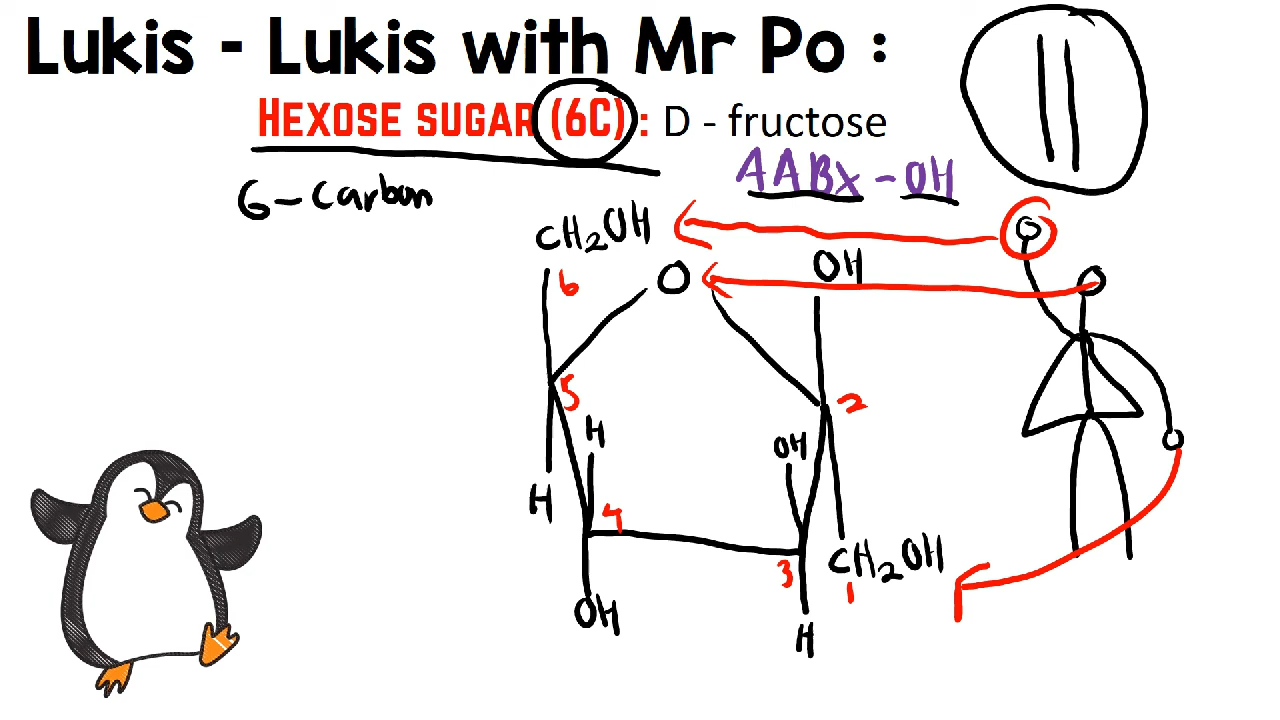 Lukis - Lukis with Mr Po :
HEXOSE SUGAR (6C) : D - fructose
AABX - OH
6 - Carbon
CH2OH
O
OH
6
5
2
H
OH
H
4
3
CH2OH
1
OH
H